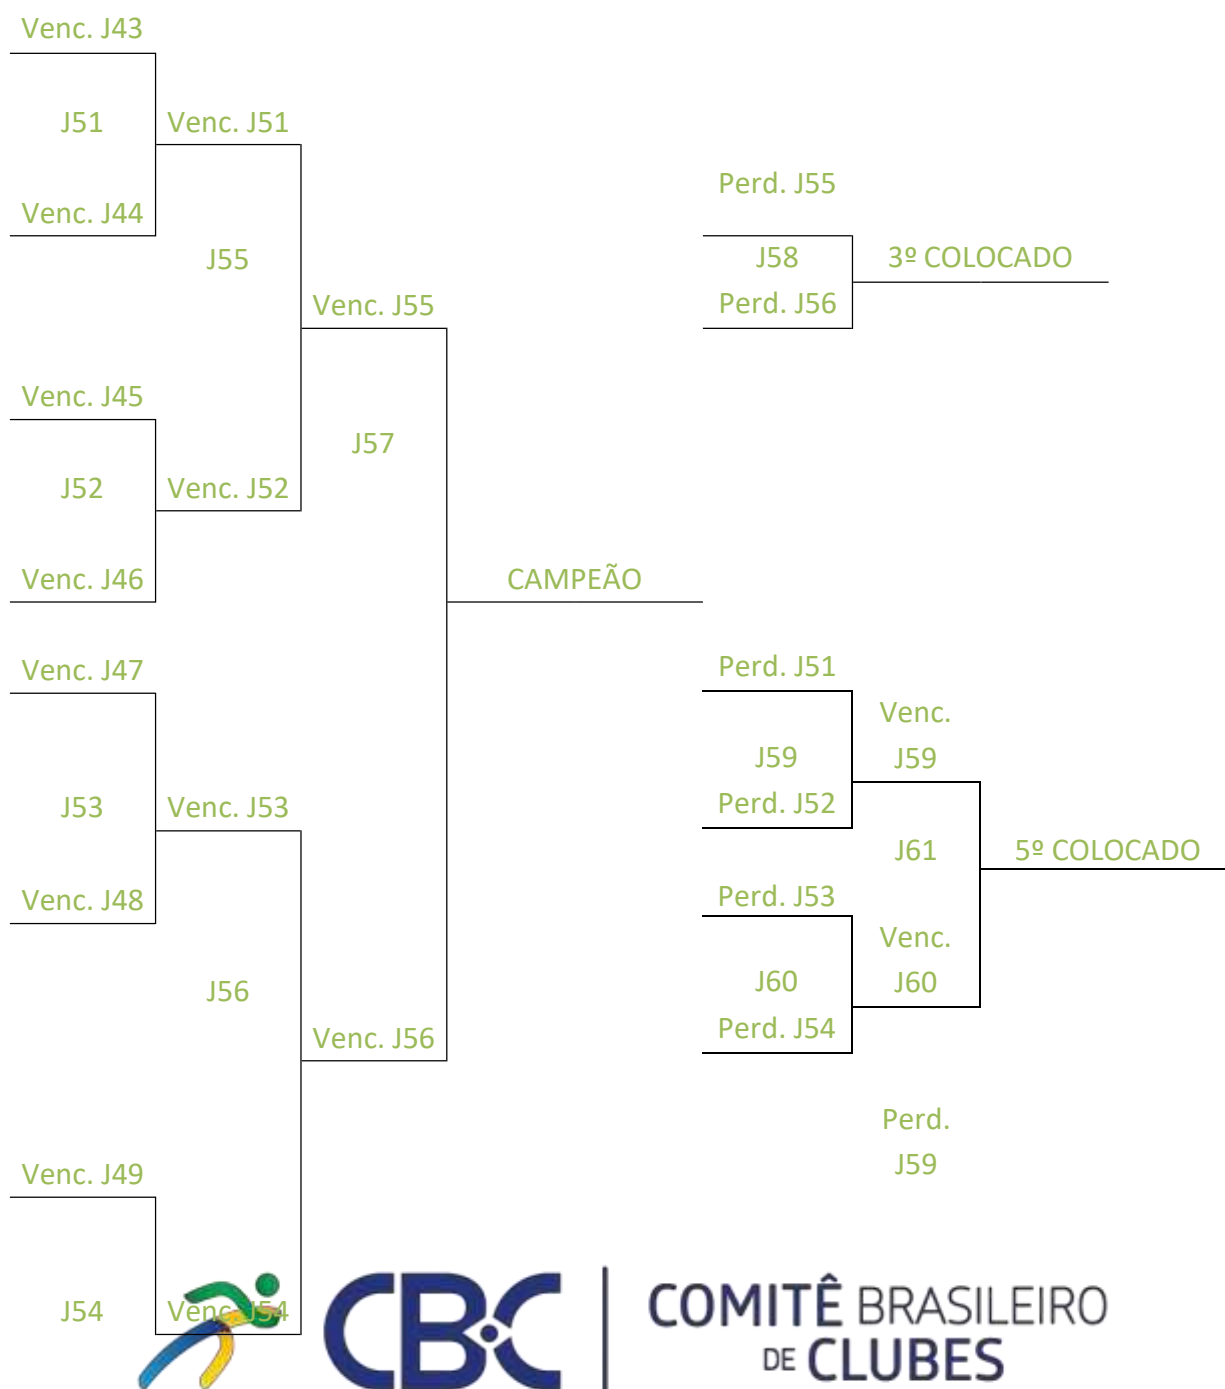 Venc. J43
J51
Venc. J51
Venc. J44
J55
Venc. J55
Venc. J45
J57
J52
Venc. J52
Venc. J46
CAMPEÃO
Venc. J47
J53
Venc. J53
Venc. J48
J56
Venc. J56
Venc. J49
J54
Venc. J54
Perd. J55
J58
3º COLOCADO
Perd. J56
Perd. J51
Venc.
J59
J59
Perd. J52
J61
5º COLOCADO
Perd. J53
Venc.
J60
J60
Perd. J54
Perd.
J59
CBC
COMITÊ BRASILEIRO
DE CLUBES